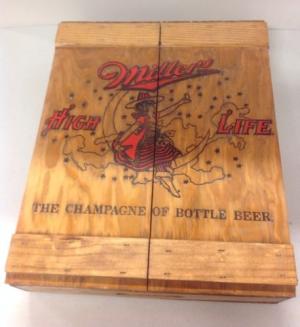 Miller
HIGH LIFE
THE CHAMPAGNE OF BOTTLE BEER